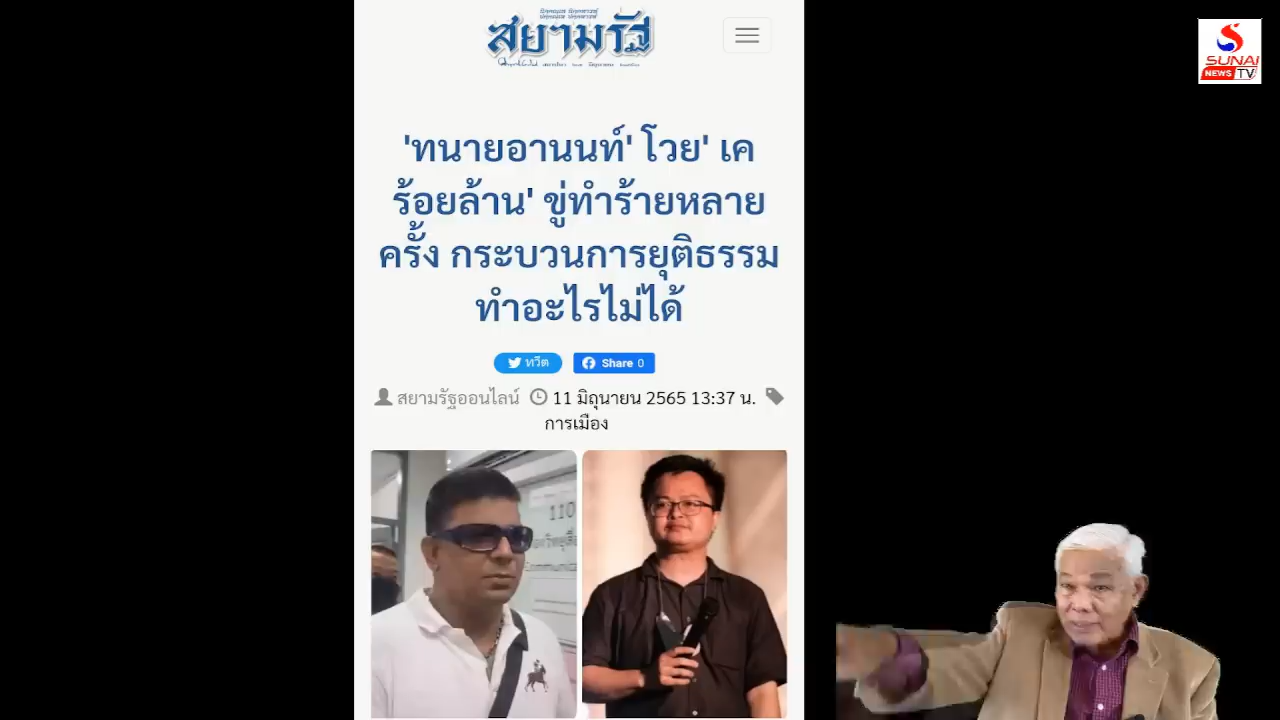 สยามรัฐ
SUNAI
NEWS TV
'ทนายอานนท์' โวย' เค
ร้อยล้าน' ขู่ทำร้ายหลาย
ครั้ง กระบวนการยุติธรรม
ทำอะไรไม่ได้
ทวีต
Share 0
สยามรัฐออนไลน์ 11 มิถุนายน 2565 13:37 น.
การเมือง
110